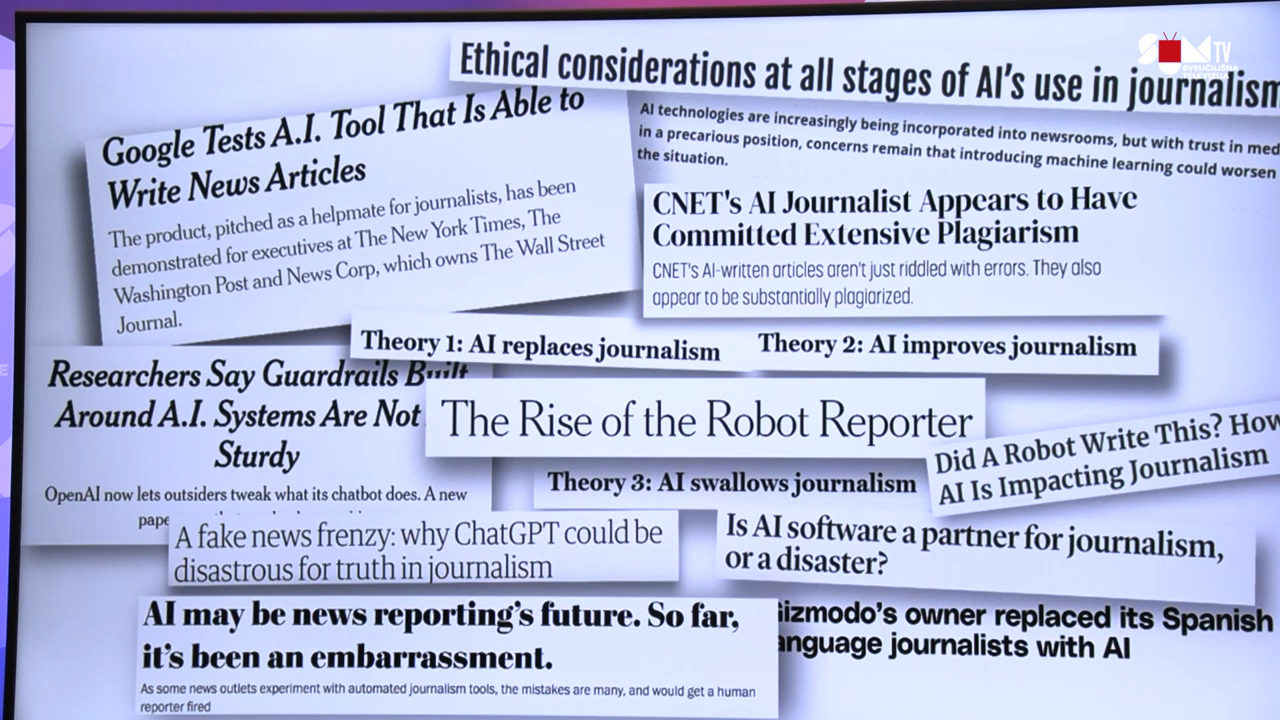 SUM TV
SVEUČILIŠNA
TELEVIZIJA
Ethical considerations at all stages of AI's use in journalism
AI technologies are increasingly being incorporated into newsrooms, but with trust in med
in a precarious position, concerns remain that introducing machine learning could worsen
the situation.
Google Tests A.I. Tool That Is Able to
Write News Articles
The product, pitched as a helpmate for journalists, has been
demonstrated for executives at The New York Times, The
Washington Post and News Corp, which owns The Wall Street
Journal.
CNET's AI Journalist Appears to Have
Committed Extensive Plagiarism
CNET's AI-written articles aren't just riddled with errors. They also
appear to be substantially plagiarized.
Theory 1: AI replaces journalism
Theory 2: AI improves journalism
Researchers Say Guardrails Built
Around A.I. Systems Are Not
Sturdy
OpenAI now lets outsiders tweak what its chatbot does. A new
The Rise of the Robot Reporter
Did A Robot Write This? How
AI Is Impacting Journalism
Theory 3: AI swallows journalism
A fake news frenzy: why ChatGPT could be
disastrous for truth in journalism
Is AI software a partner for journalism,
or a disaster?
AI may be news reporting's future. So far,
it's been an embarrassment.
As some news outlets experiment with automated journalism tools, the mistakes are many, and would get a human
reporter fired
Gizmodo's owner replaced its Spanish
anguage journalists with AI